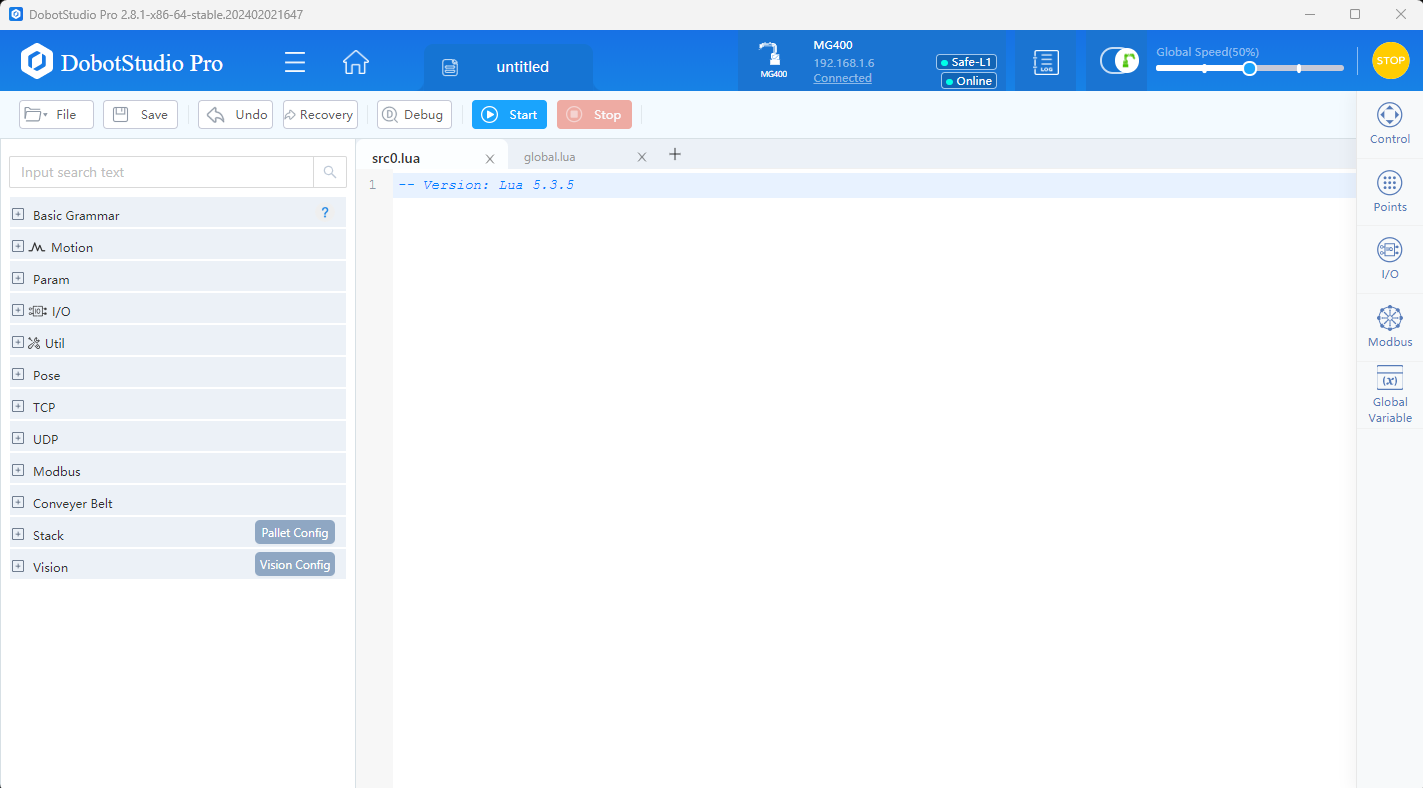 DobotStudio Pro 2.8.1-x86-64-stable.202402021647
DobotStudio Pro
untitled
MG400
MG400
192.168.1.6
Connected
Safe-L1
Online
LOG
Global Speed(50%)
STOP
File
Save
Undo
Recovery
Debug
Start
Stop
Input search text
Basic Grammar ?
Motion
Param
I/O
Util
Pose
TCP
UDP
Modbus
Conveyer Belt
Stack Pallet Config
Vision Vision Config
src0.lua
global.lua
1 -- Version: Lua 5.3.5
Control
Points
I/O
Modbus
(x)
Global
Variable